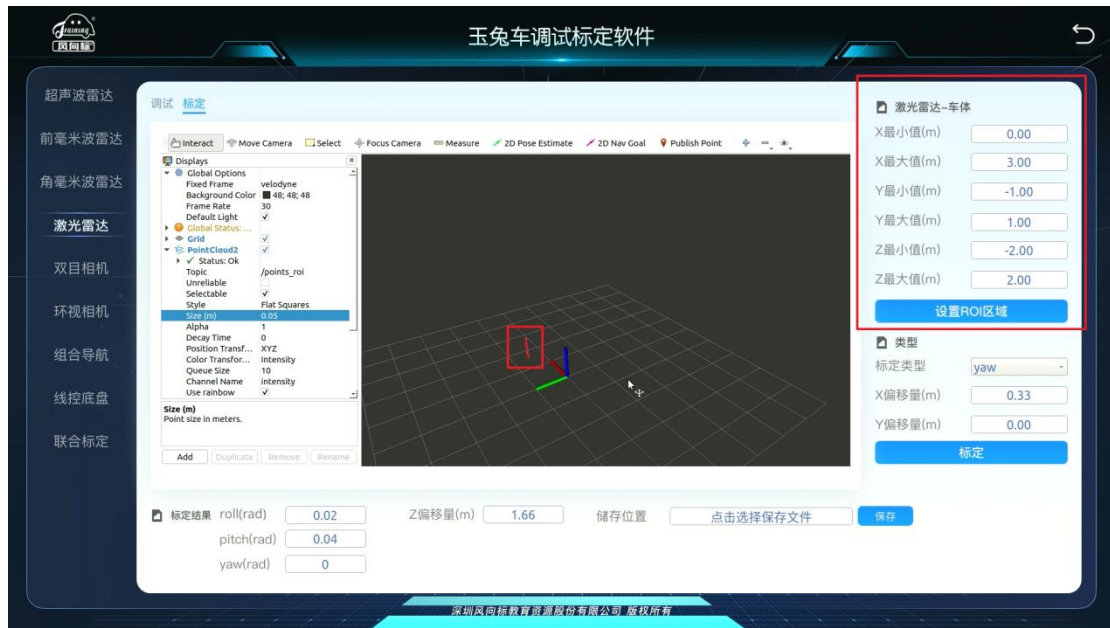 Training
风向标
玉兔车调试标定软件
超声波雷达
前毫米波雷达
角毫米波雷达
激光雷达
双目相机
环视相机
组合导航
线控底盘
联合标定
调试 标定
Interact Move Camera Select Focus Camera Measure 2D Pose Estimate 2D Nav Goal Publish Point
Displays
Global Options
Fixed Frame velodyne
Background Color 48; 48; 48
Frame Rate 30
Default Light ✓
Global Status: ...
Grid ✓
PointCloud2 ✓
✓ Status: Ok
Topic /points_roi
Unreliable
Selectable ✓
Style Flat Squares
Size (m) 0.05
Alpha 1
Decay Time 0
Position Transf... XYZ
Color Transfor... Intensity
Queue Size 10
Channel Name intensity
Use rainbow ✓
Size (m)
Point size in meters.
Add Duplicate Remove Rename
激光雷达-车体
X最小值(m) 0.00
X最大值(m) 3.00
Y最小值(m) -1.00
Y最大值(m) 1.00
Z最小值(m) -2.00
Z最大值(m) 2.00
设置ROI区域
类型
标定类型 yaw
X偏移量(m) 0.33
Y偏移量(m) 0.00
标定
标定结果 roll(rad) 0.02 Z偏移量(m) 1.66 储存位置 点击选择保存文件 保存
pitch(rad) 0.04
yaw(rad) 0
深圳风向标教育资源股份有限公司 版权所有